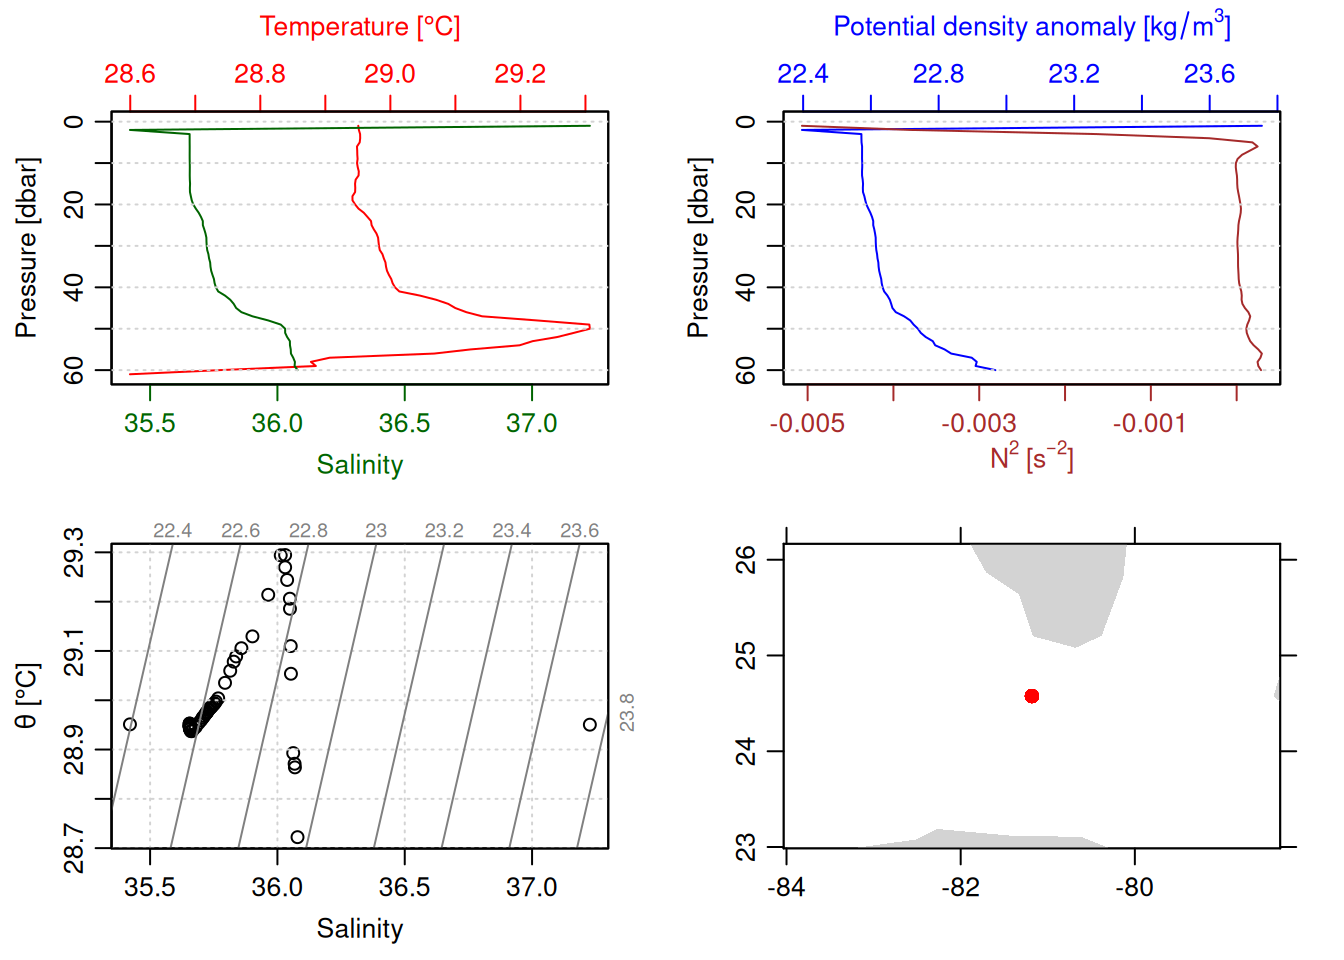 Temperature [°C]
28.6 28.8 29.0 29.2
Pressure [dbar]
0 20 40 60
35.5 36.0 36.5 37.0
Salinity
Potential density anomaly [kg/m³]
22.4 22.8 23.2 23.6
Pressure [dbar]
0 20 40 60
-0.005 -0.003 -0.001
N² [s⁻²]
22.4 22.6 22.8 23 23.2 23.4 23.6
23.8
θ [°C]
29.3 29.1 28.9 28.7
35.5 36.0 36.5 37.0
Salinity
26 25 24 23
-84 -82 -80